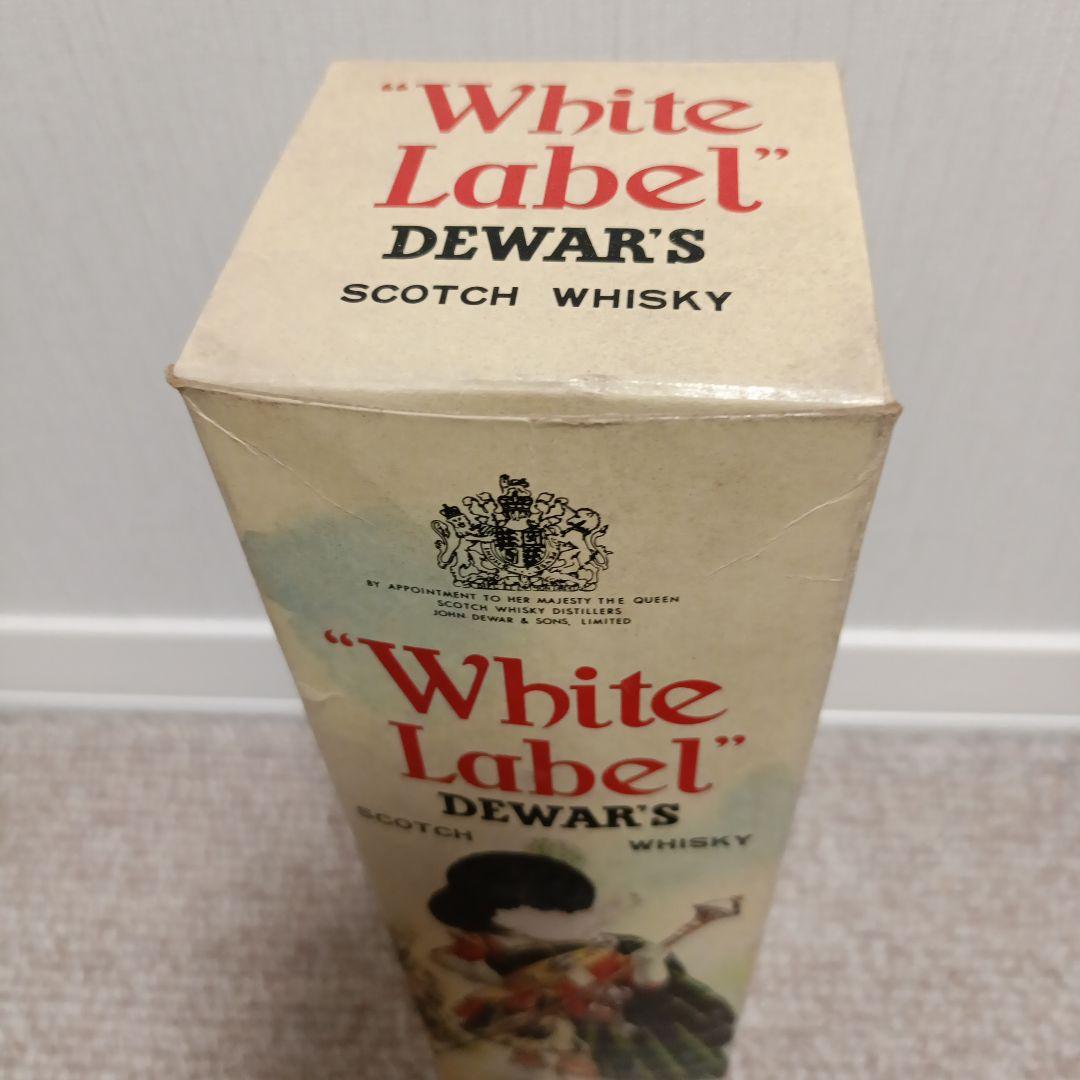 "White
Label"
DEWAR'S
SCOTCH WHISKY
BY APPOINTMENT TO HER MAJESTY THE QUEEN
SCOTCH WHISKY DISTILLERS
JOHN DEWAR & SONS, LIMITED
"White
Label"
DEWAR'S
SCOTCH WHISKY